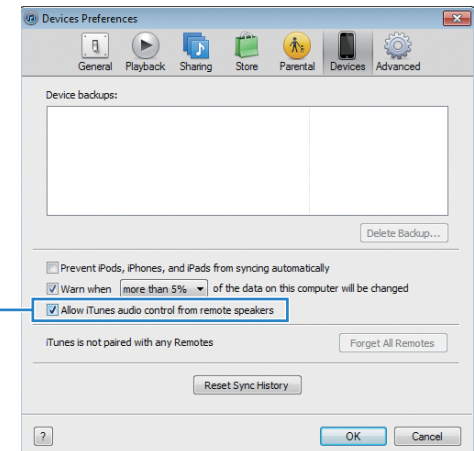 Devices Preferences
General Playback Sharing Store Parental Devices Advanced
Device backups:
Delete Backup...
Prevent iPods, iPhones, and iPads from syncing automatically
Warn when more than 5% of the data on this computer will be changed
Allow iTunes audio control from remote speakers
iTunes is not paired with any Remotes Forget All Remotes
Reset Sync History
? OK Cancel